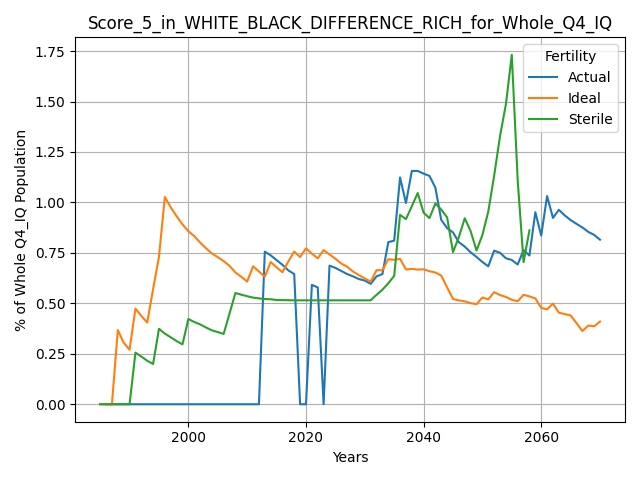 Score_5_in_WHITE_BLACK_DIFFERENCE_RICH_for_Whole_Q4_IQ
Fertility
Actual
Ideal
Sterile
% of Whole Q4_IQ Population
1.75
1.50
1.25
1.00
0.75
0.50
0.25
0.00
2000 2020 2040 2060
Years